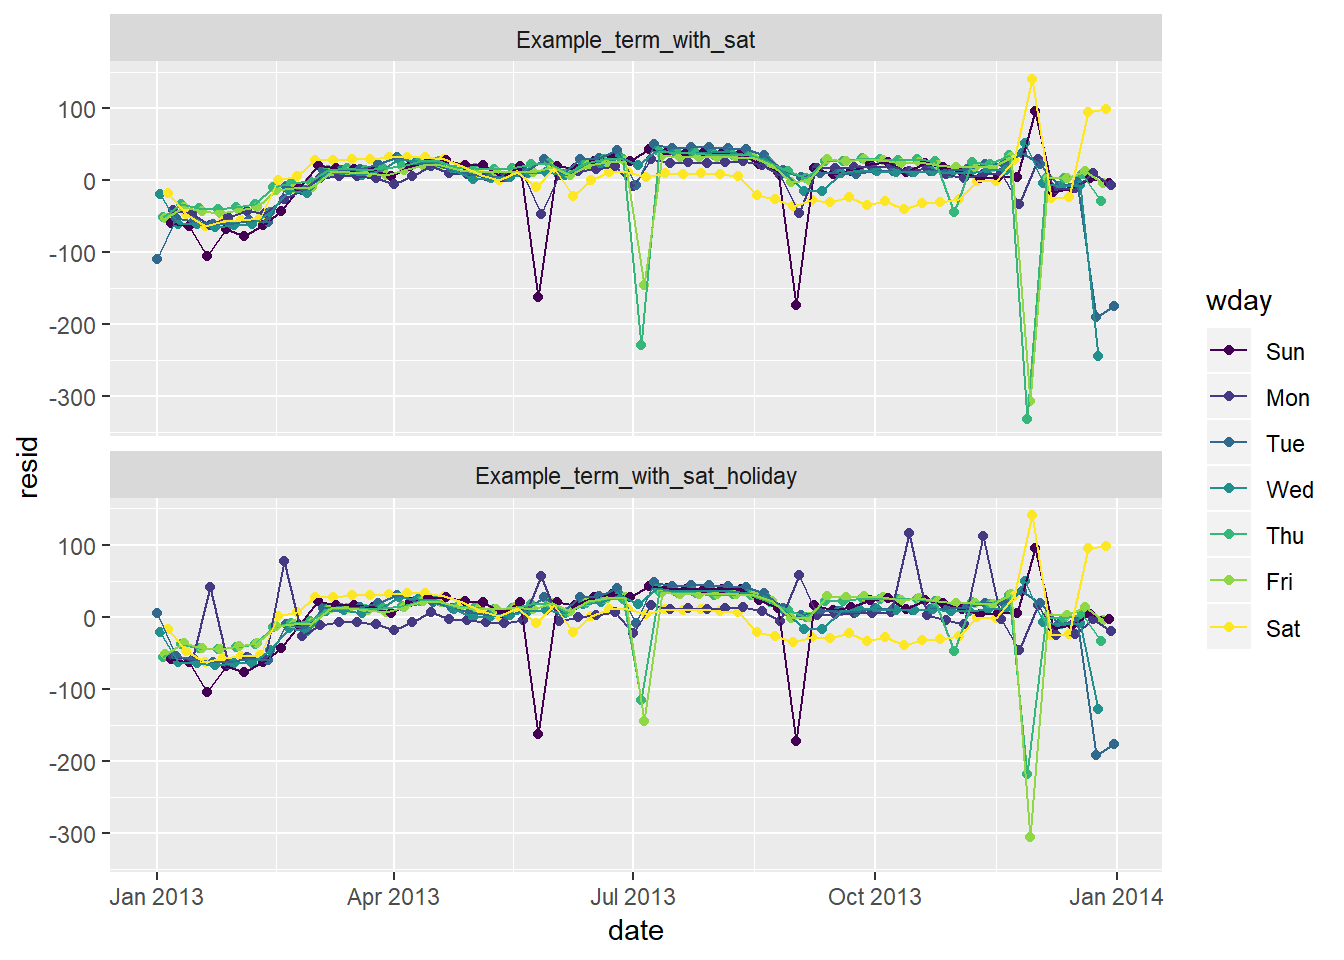 Example_term_with_sat
100
0
-100
-200
-300
Example_term_with_sat_holiday
100
0
-100
-200
-300
Jan 2013
Apr 2013
Jul 2013
Oct 2013
Jan 2014
date
resid
wday
Sun
Mon
Tue
Wed
Thu
Fri
Sat